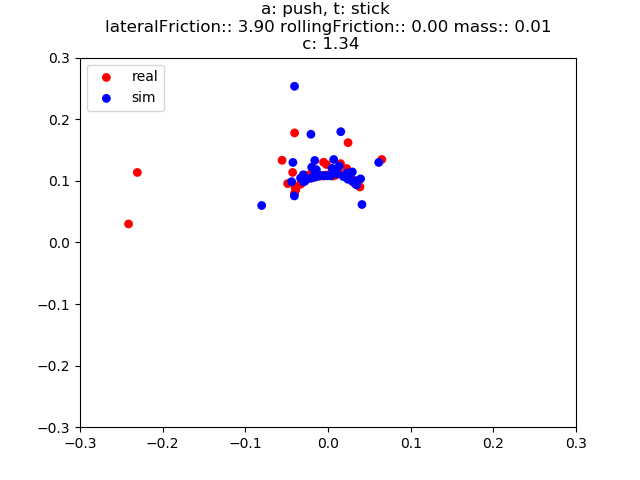 a: push, t: stick
lateralFriction:: 3.90 rollingFriction:: 0.00 mass:: 0.01
c: 1.34
real
sim
0.3
0.2
0.1
0.0
−0.1
−0.2
−0.3
−0.3
−0.2
−0.1
0.0
0.1
0.2
0.3